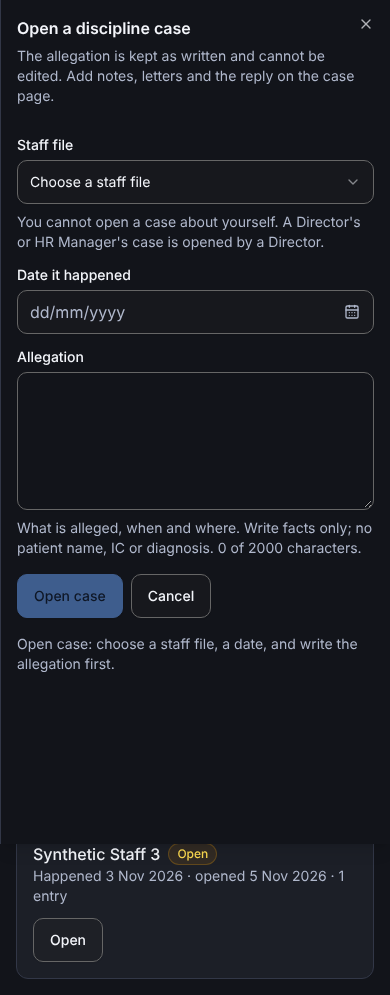 Open a discipline case
The allegation is kept as written and cannot be
edited. Add notes, letters and the reply on the case
page.
Staff file
Choose a staff file
You cannot open a case about yourself. A Director's
or HR Manager's case is opened by a Director.
Date it happened
dd/mm/yyyy
Allegation
What is alleged, when and where. Write facts only; no
patient name, IC or diagnosis. 0 of 2000 characters.
Open case Cancel
Open case: choose a staff file, a date, and write the
allegation first.
Synthetic Staff 3 Open
Happened 3 Nov 2026 · opened 5 Nov 2026 · 1
entry
Open